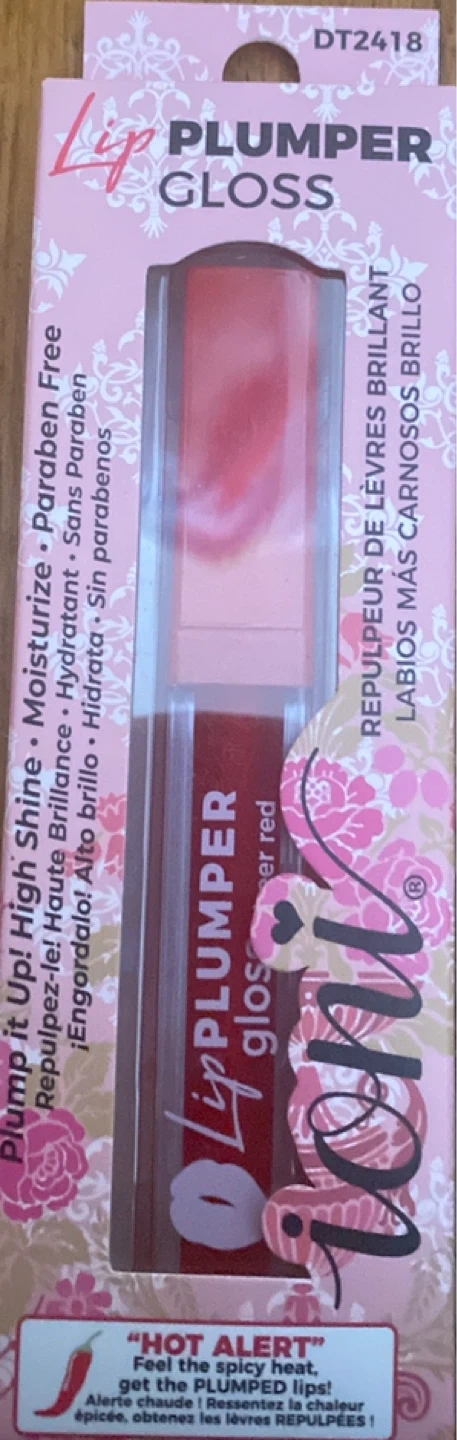 DT2418
Lip PLUMPER
GLOSS
Plump it Up! High Shine • Moisturize • Paraben Free
Repulpez-le! Haute Brillance • Hydratant • Sans Paraben
¡Engordalo! Alto brillo • Hidrata • Sin parabenos
REPULPEUR DE LÈVRES BRILLANT
LABIOS MÁS CARNOSOS BRILLO
Lip PLUMPER
gloss
red
ioni®
"HOT ALERT"
Feel the spicy heat,
get the PLUMPED lips!
Alerte chaude ! Ressentez la chaleur
épicée, obtenez les lèvres REPULPÉES !